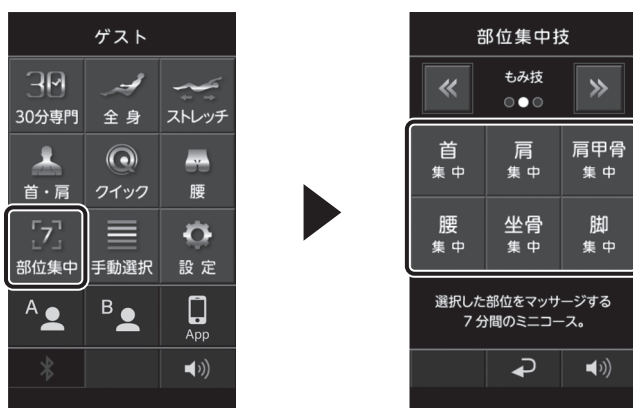 ゲスト
30
30分専門
全 身
ストレッチ
首・肩
クイック
腰
7
部位集中
手動選択
設 定
A
B
App
部位集中技
もみ技
首
集 中
肩
集 中
肩甲骨
集 中
腰
集 中
坐骨
集 中
脚
集 中
選択した部位をマッサージする
7 分間のミニコース。